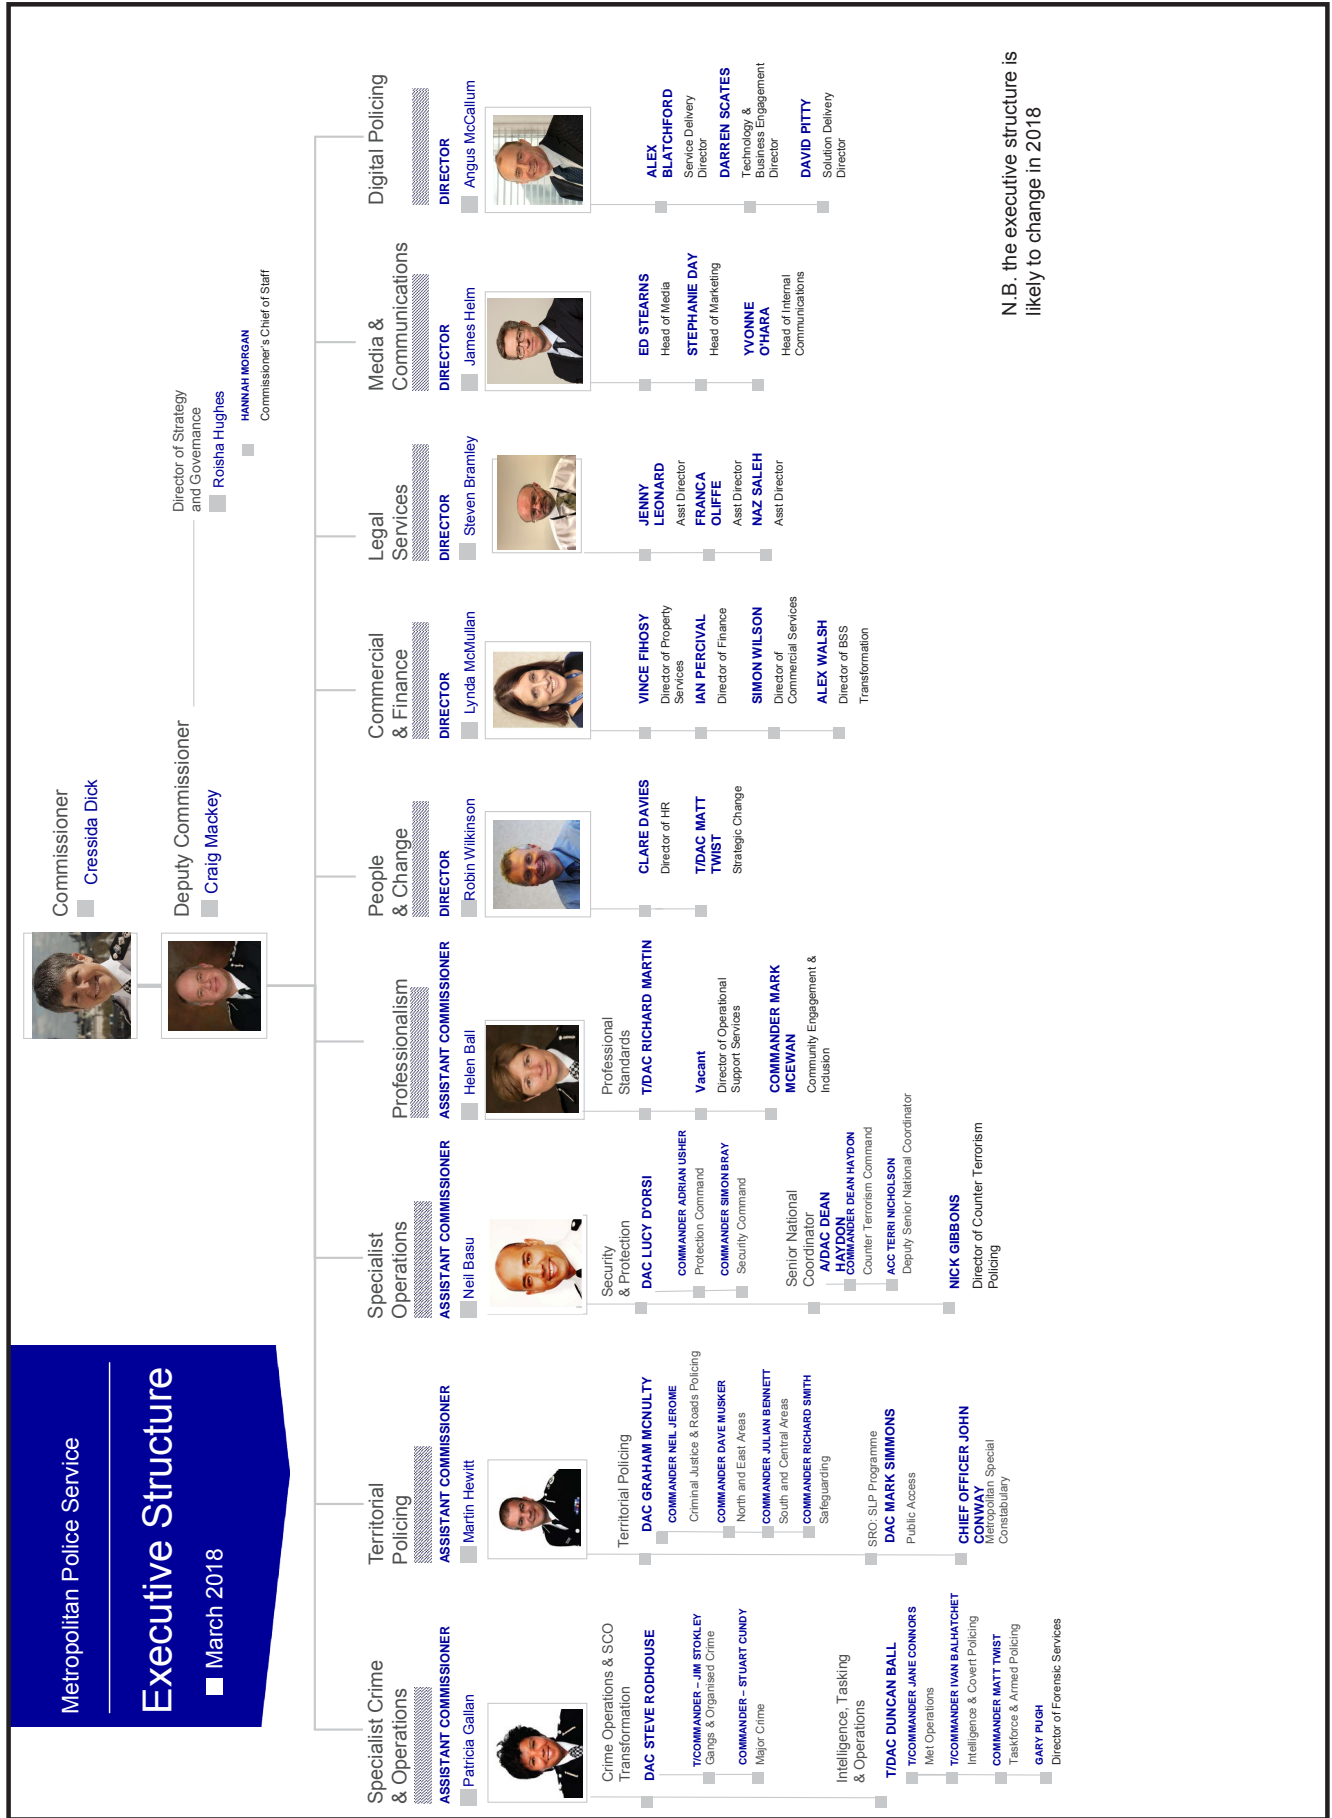 Metropolitan Police Service
Executive Structure
March 2018
Commissioner
Cressida Dick
Deputy Commissioner
Craig Mackey
Director of Strategy
and Governance
Roisha Hughes
HANNAH MORGAN
Commissioner's Chief of Staff
Specialist Crime
& Operations
ASSISTANT COMMISSIONER
Patricia Gallan
Crime Operations & SCO
Transformation
DAC STEVE RODHOUSE
T/COMMANDER – JIM STOKLEY
Gangs & Organised Crime
COMMANDER – STUART CUNDY
Major Crime
Intelligence, Tasking
& Operations
T/DAC DUNCAN BALL
T/COMMANDER JANE CONNORS
Met Operations
T/COMMANDER IVAN BALHATCHET
Intelligence & Covert Policing
COMMANDER MATT TWIST
Taskforce & Armed Policing
GARY PUGH
Director of Forensic Services
Territorial
Policing
ASSISTANT COMMISSIONER
Martin Hewitt
Territorial Policing
DAC GRAHAM MCNULTY
COMMANDER NEIL JEROME
Criminal Justice & Roads Policing
COMMANDER DAVE MUSKER
North and East Areas
COMMANDER JULIAN BENNETT
South and Central Areas
COMMANDER RICHARD SMITH
Safeguarding
SRO: SLP Programme
DAC MARK SIMMONS
Public Access
CHIEF OFFICER JOHN
CONWAY
Metropolitan Special
Constabulary
Specialist
Operations
ASSISTANT COMMISSIONER
Neil Basu
Security
& Protection
DAC LUCY D'ORSI
COMMANDER ADRIAN USHER
Protection Command
COMMANDER SIMON BRAY
Security Command
Senior National
Coordinator
A/DAC DEAN
HAYDON
COMMANDER DEAN HAYDON
Counter Terrorism Command
ACC TERRI NICHOLSON
Deputy Senior National Coordinator
NICK GIBBONS
Director of Counter Terrorism
Policing
Professionalism
ASSISTANT COMMISSIONER
Helen Ball
Professional
Standards
T/DAC RICHARD MARTIN
Vacant
Director of Operational
Support Services
COMMANDER MARK
MCEWAN
Community Engagement &
Inclusion
People
& Change
DIRECTOR
Robin Wilkinson
CLARE DAVIES
Director of HR
T/DAC MATT
TWIST
Strategic Change
Commercial
& Finance
DIRECTOR
Lynda McMullan
VINCE FIHOSY
Director of Property
Services
IAN PERCIVAL
Director of Finance
SIMON WILSON
Director of
Commercial Services
ALEX WALSH
Director of BSS
Transformation
Legal
Services
DIRECTOR
Steven Bramley
JENNY
LEONARD
Asst Director
FRANCA
OLIFFE
Asst Director
NAZ SALEH
Asst Director
Media &
Communications
DIRECTOR
James Helm
ED STEARNS
Head of Media
STEPHANIE DAY
Head of Marketing
YVONNE
O'HARA
Head of Internal
Communications
Digital Policing
DIRECTOR
Angus McCallum
ALEX
BLATCHFORD
Service Delivery
Director
DARREN SCATES
Technology &
Business Engagement
Director
DAVID PITTY
Solution Delivery
Director
N.B. the executive structure is
likely to change in 2018